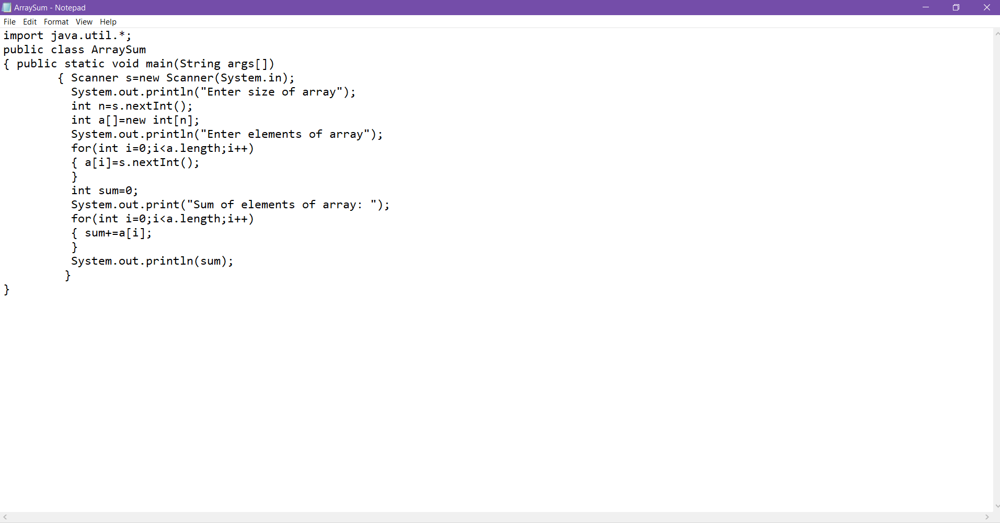 ArraySum - Notepad
File Edit Format View Help
import java.util.*;
public class ArraySum
{ public static void main(String args[])
        { Scanner s=new Scanner(System.in);
          System.out.println("Enter size of array");
          int n=s.nextInt();
          int a[]=new int[n];
          System.out.println("Enter elements of array");
          for(int i=0;i<a.length;i++)
          { a[i]=s.nextInt();
          }
          int sum=0;
          System.out.print("Sum of elements of array: ");
          for(int i=0;i<a.length;i++)
          { sum+=a[i];
          }
          System.out.println(sum);
         }
}